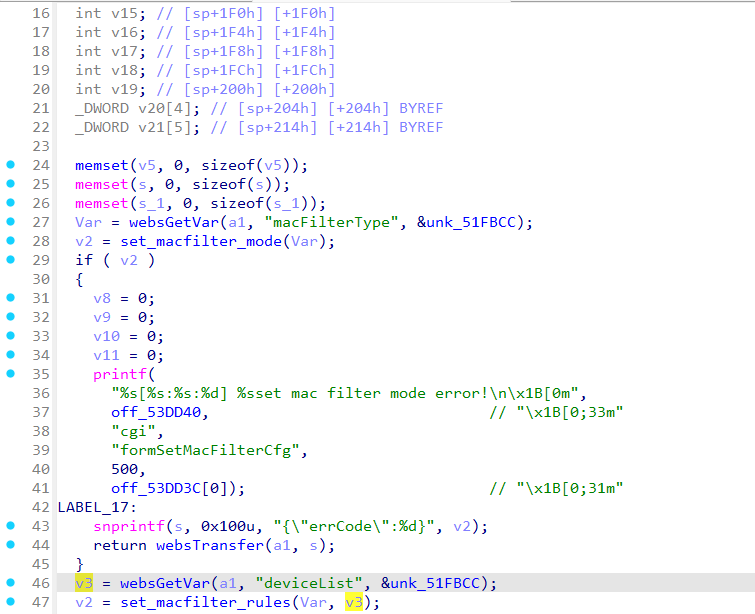 16 int v15; // [sp+1F0h] [+1F0h]
17 int v16; // [sp+1F4h] [+1F4h]
18 int v17; // [sp+1F8h] [+1F8h]
19 int v18; // [sp+1FCh] [+1FCh]
20 int v19; // [sp+200h] [+200h]
21 _DWORD v20[4]; // [sp+204h] [+204h] BYREF
22 _DWORD v21[5]; // [sp+214h] [+214h] BYREF
23
24 memset(v5, 0, sizeof(v5));
25 memset(s, 0, sizeof(s));
26 memset(s_1, 0, sizeof(s_1));
27 Var = websGetVar(a1, "macFilterType", &unk_51FBCC);
28 v2 = set_macfilter_mode(Var);
29 if ( v2 )
30 {
31 v8 = 0;
32 v9 = 0;
33 v10 = 0;
34 v11 = 0;
35 printf(
36 "%s[%s:%s:%d] %sset mac filter mode error!\n\x1B[0m",
37 off_53DD40, // "\x1B[0;33m"
38 "cgi",
39 "formSetMacFilterCfg",
40 500,
41 off_53DD3C[0]); // "\x1B[0;31m"
42 LABEL_17:
43 snprintf(s, 0x100u, "{\"errCode\":%d}", v2);
44 return websTransfer(a1, s);
45 }
46 v3 = websGetVar(a1, "deviceList", &unk_51FBCC);
47 v2 = set_macfilter_rules(Var, v3);